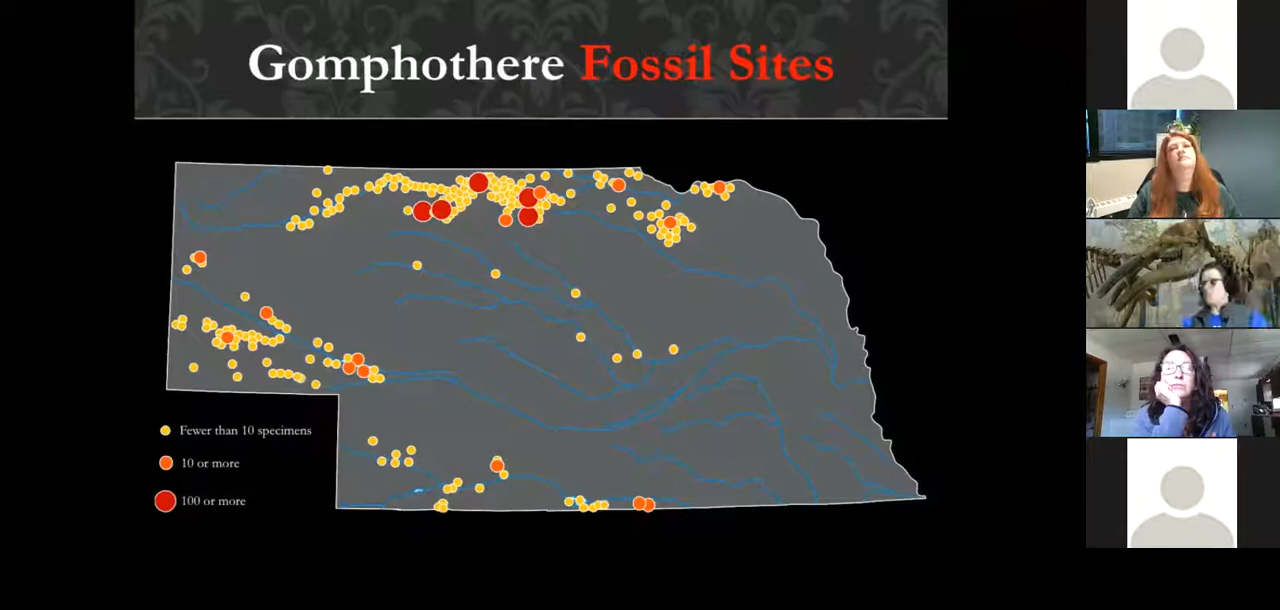 Gomphothere Fossil Sites
Fewer than 10 specimens
10 or more
100 or more